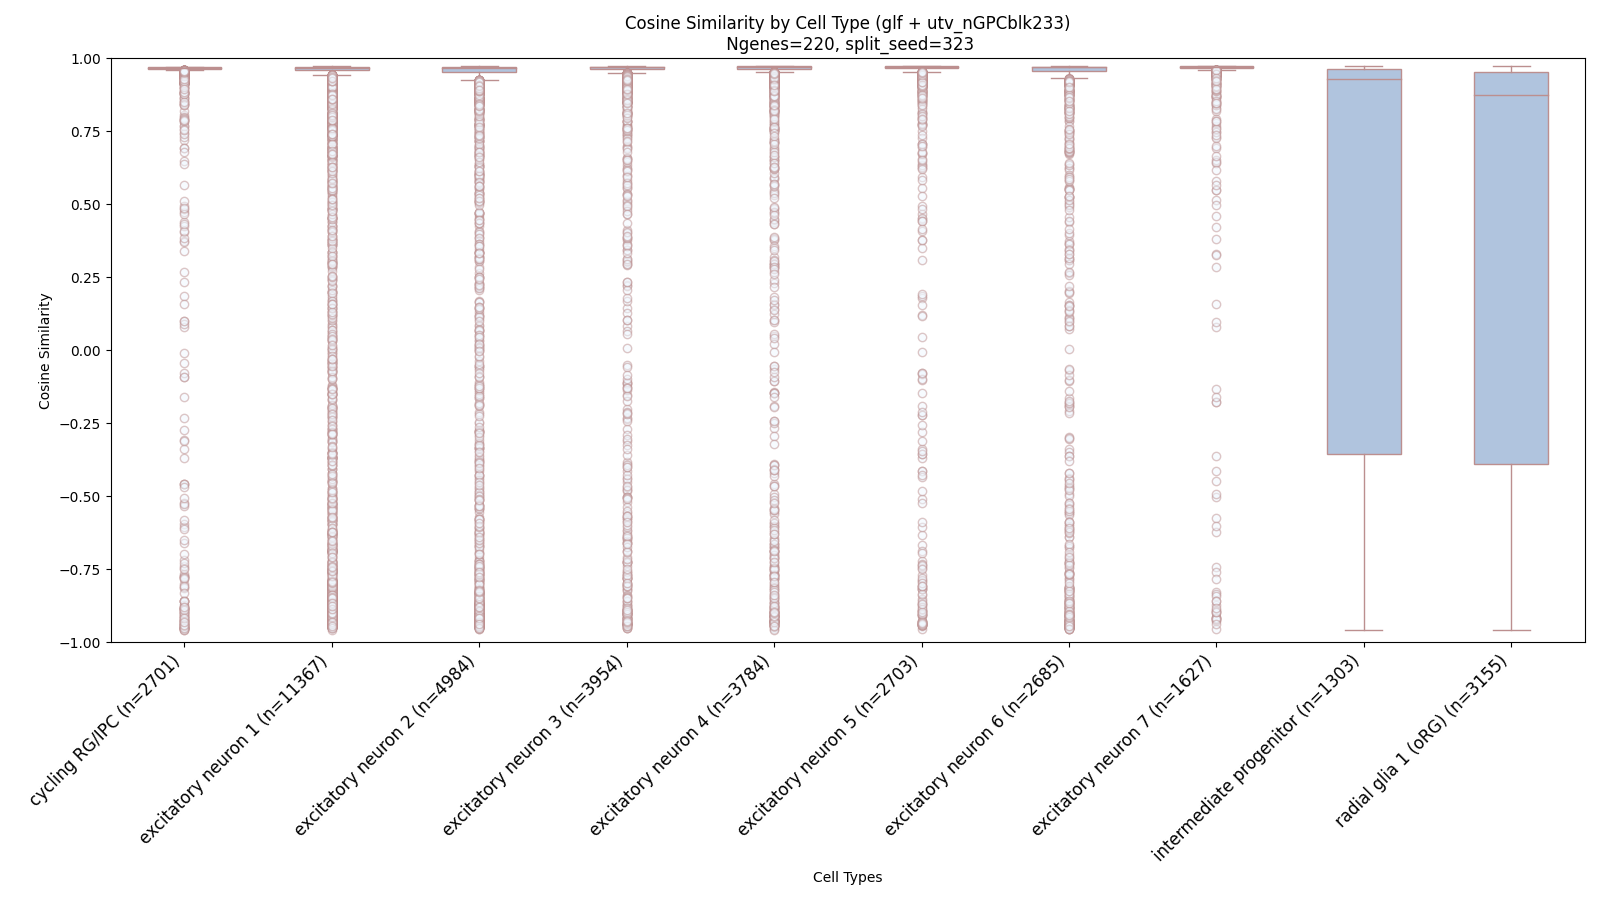 Cosine Similarity by Cell Type (glf + utv_nGPCblk233)
Ngenes=220, split_seed=323
Cosine Similarity
1.00
0.75
0.50
0.25
0.00
−0.25
−0.50
−0.75
−1.00
cycling RG/IPC (n=2701)
excitatory neuron 1 (n=11367)
excitatory neuron 2 (n=4984)
excitatory neuron 3 (n=3954)
excitatory neuron 4 (n=3784)
excitatory neuron 5 (n=2703)
excitatory neuron 6 (n=2685)
excitatory neuron 7 (n=1627)
intermediate progenitor (n=1303)
radial glia 1 (oRG) (n=3155)
Cell Types